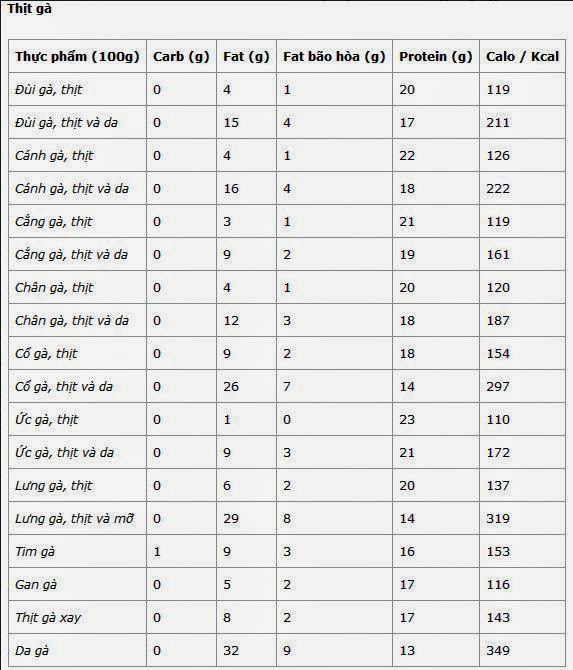 Thịt gà
Thực phẩm (100g) Carb (g) Fat (g) Fat bão hòa (g) Protein (g) Calo / Kcal
Đùi gà, thịt 0 4 1 20 119
Đùi gà, thịt và da 0 15 4 17 211
Cánh gà, thịt 0 4 1 22 126
Cánh gà, thịt và da 0 16 4 18 222
Cẳng gà, thịt 0 3 1 21 119
Cẳng gà, thịt và da 0 9 2 19 161
Chân gà, thịt 0 4 1 20 120
Chân gà, thịt và da 0 12 3 18 187
Cổ gà, thịt 0 9 2 18 154
Cổ gà, thịt và da 0 26 7 14 297
Ức gà, thịt 0 1 0 23 110
Ức gà, thịt và da 0 9 3 21 172
Lưng gà, thịt 0 6 2 20 137
Lưng gà, thịt và mỡ 0 29 8 14 319
Tim gà 1 9 3 16 153
Gan gà 0 5 2 17 116
Thịt gà xay 0 8 2 17 143
Da gà 0 32 9 13 349